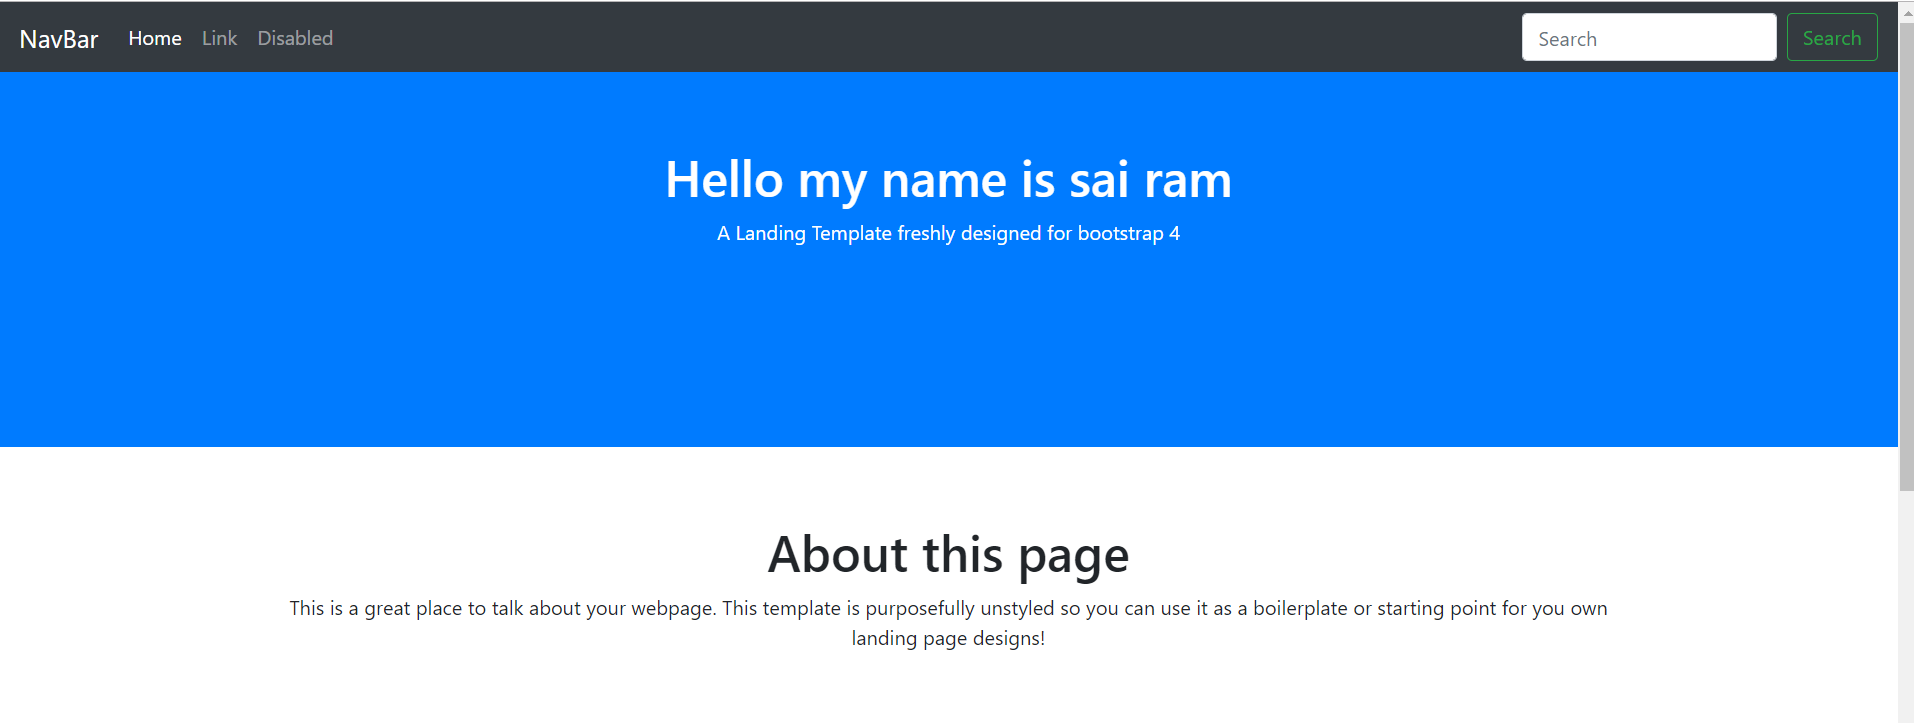 NavBar Home Link Disabled Search Search
Hello my name is sai ram
A Landing Template freshly designed for bootstrap 4
About this page
This is a great place to talk about your webpage. This template is purposefully unstyled so you can use it as a boilerplate or starting point for you own
landing page designs!